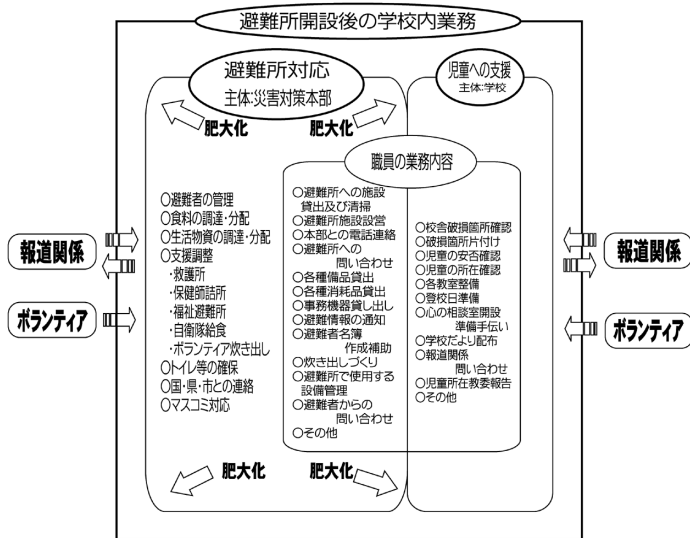 避難所開設後の学校内業務
避難所対応
主体:災害対策本部
児童への支援
主体:学校
肥大化
肥大化
職員の業務内容
○避難者の管理
○食料の調達・分配
○生活物資の調達・分配
○支援調整
・救護所
・保健師詰所
・福祉避難所
・自衛隊給食
・ボランティア炊き出し
○トイレ等の確保
○国・県・市との連絡
○マスコミ対応
○避難所への施設
貸出及び清掃
○避難所施設設営
○本部との電話連絡
○避難所への
問い合わせ
○各種備品貸出
○各種消耗品貸出
○事務機器貸し出し
○避難情報の通知
○避難者名簿
作成補助
○炊き出しづくり
○避難所で使用する
設備管理
○避難者からの
問い合わせ
○その他
○校舎破損箇所確認
○破損箇所片付け
○児童の安否確認
○児童の所在確認
○各教室整備
○登校日準備
○心の相談室開設
準備手伝い
○学校だより配布
○報道関係
問い合わせ
○児童所在教委報告
○その他
報道関係
ボランティア
報道関係
ボランティア
肥大化
肥大化